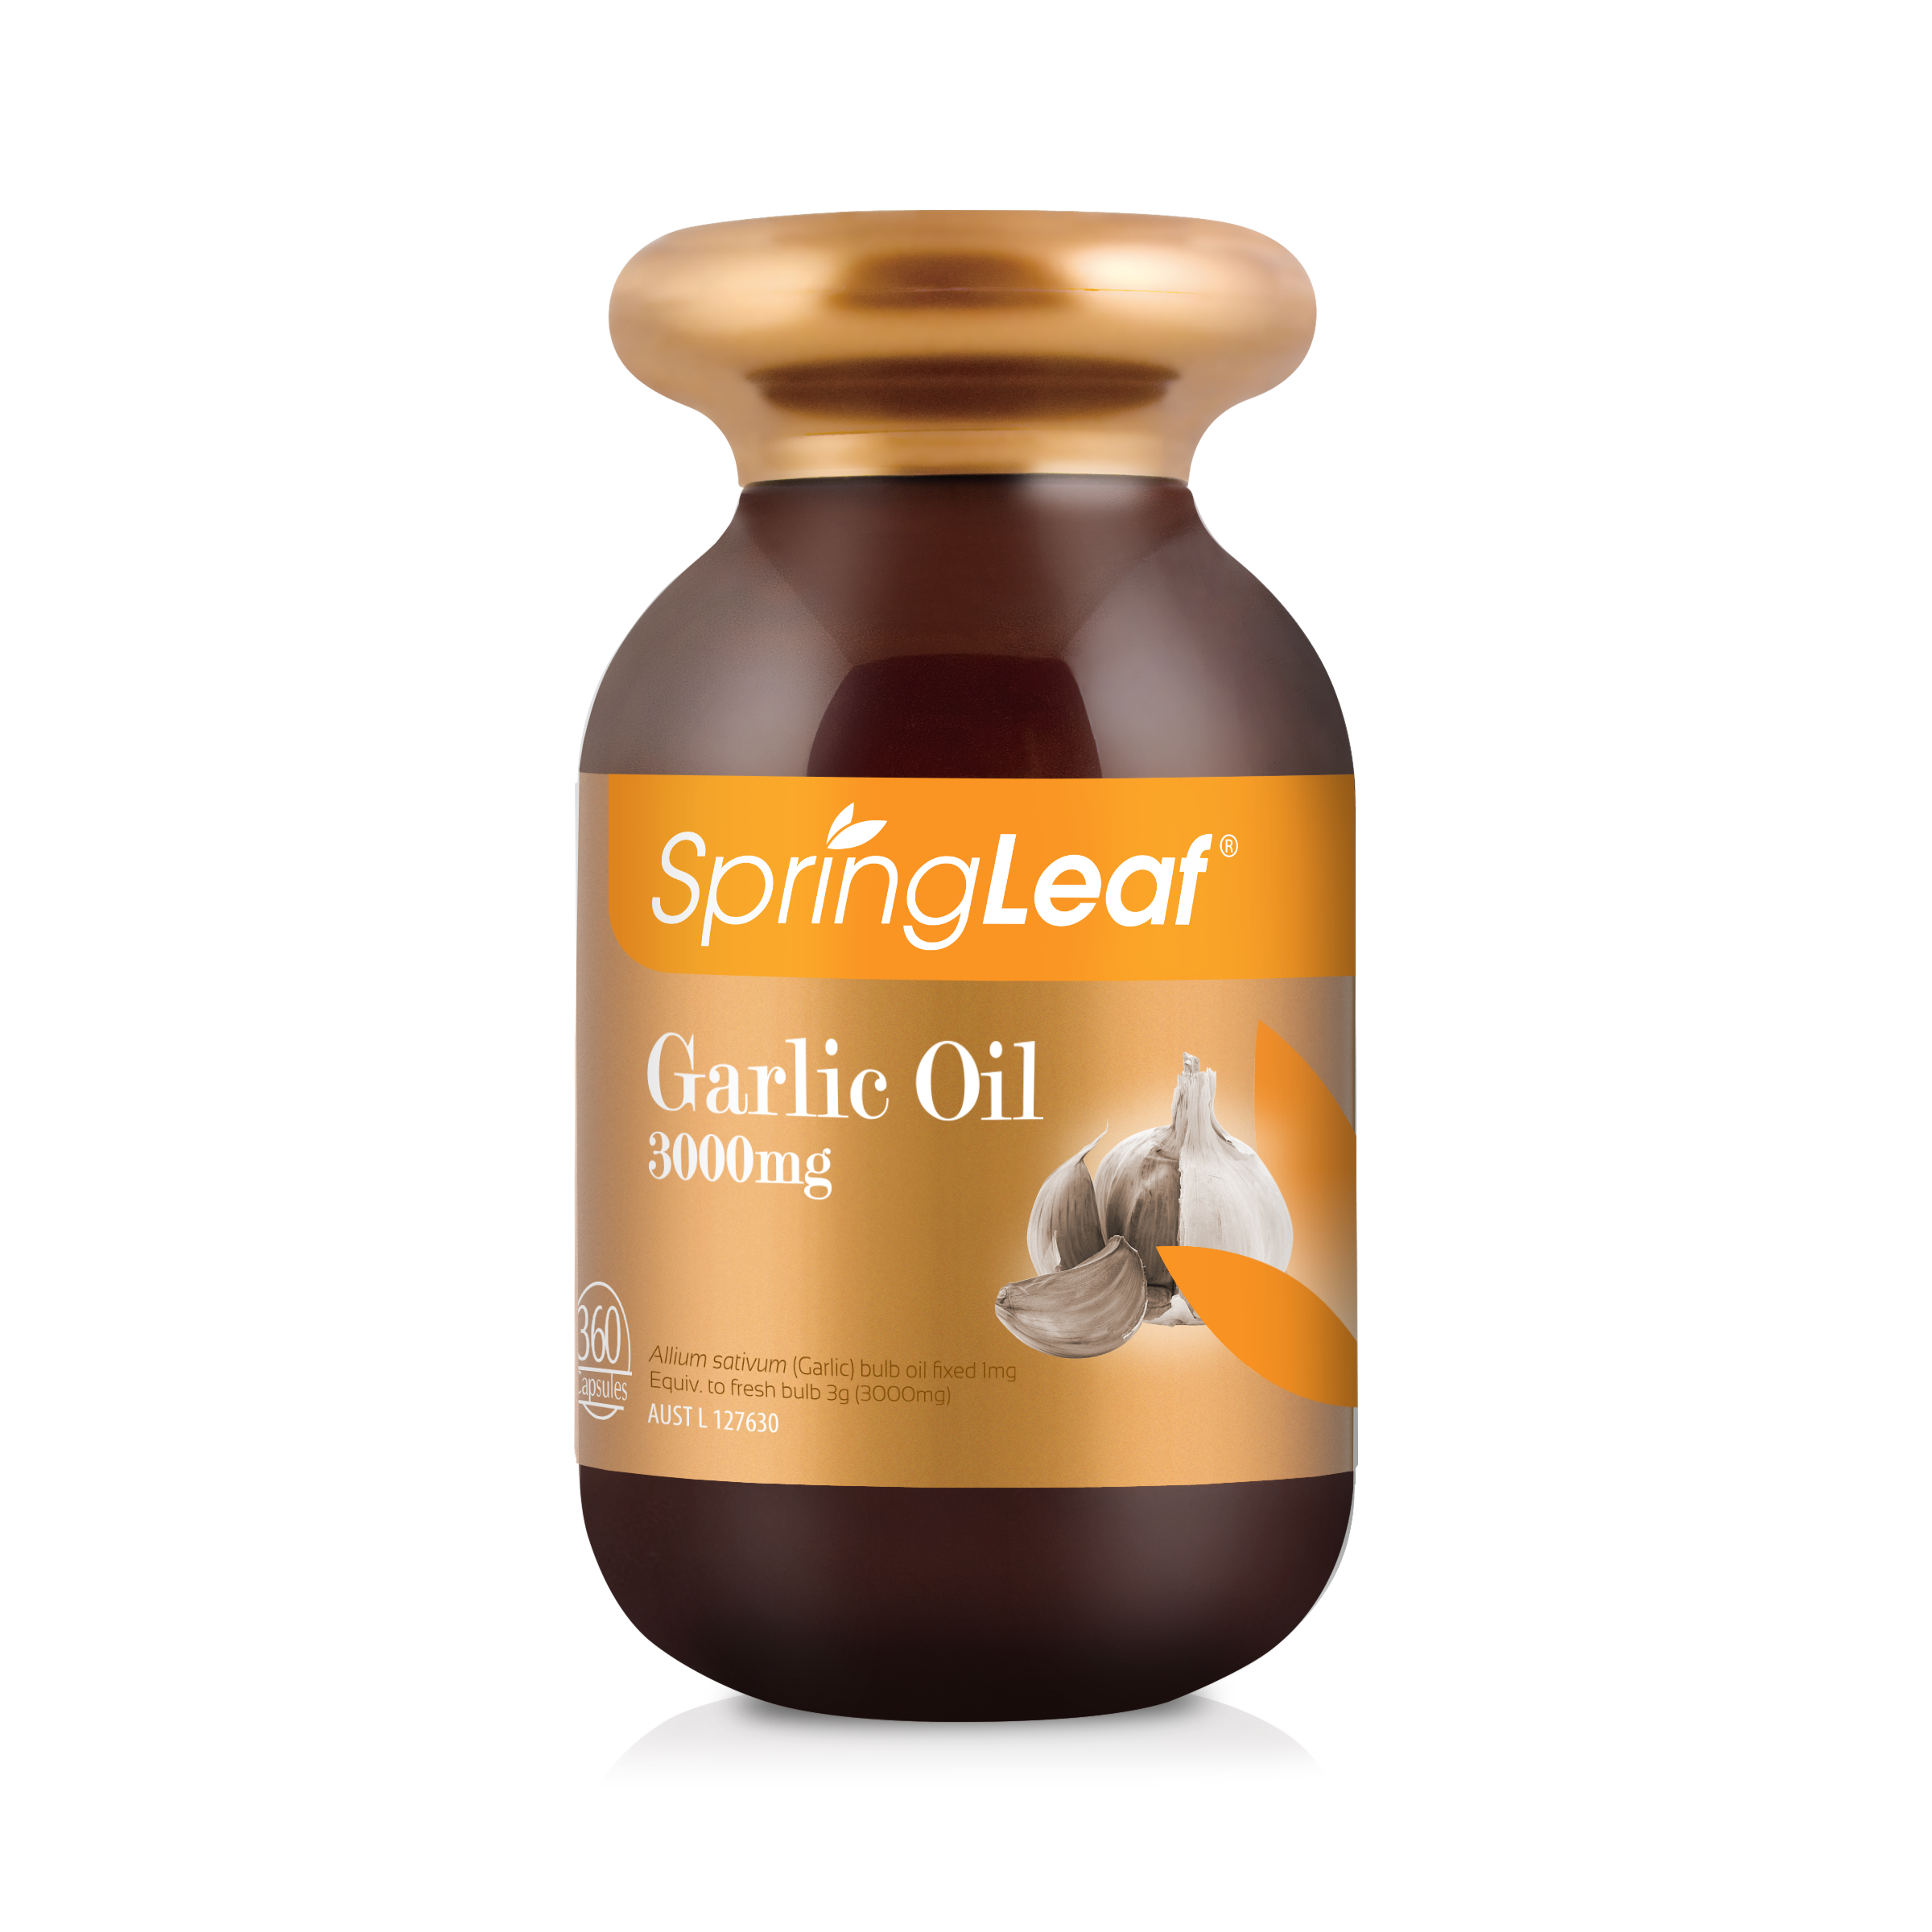 SpringLeaf®
Garlic Oil
3000mg
360
Capsules
Allium sativum (Garlic) bulb oil fixed 1mg
Equiv. to fresh bulb 3g (3000mg)
AUST L 127630